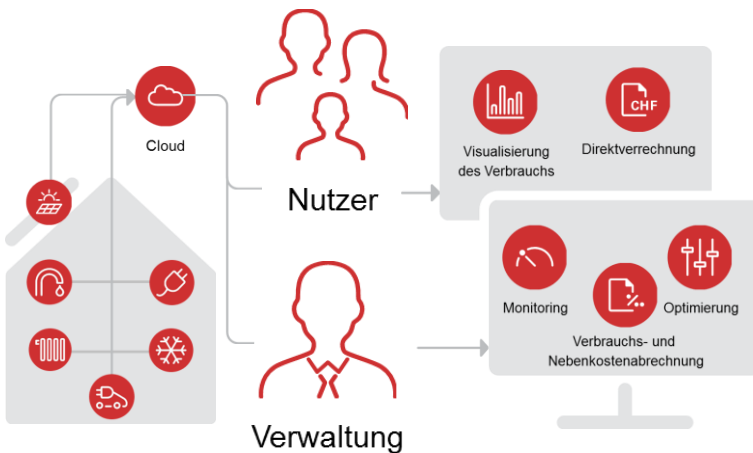 Cloud
Nutzer
Verwaltung
CHF
Visualisierung
des Verbrauchs
Direktverrechnung
Monitoring
Optimierung
Verbrauchs- und
Nebenkostenabrechnung